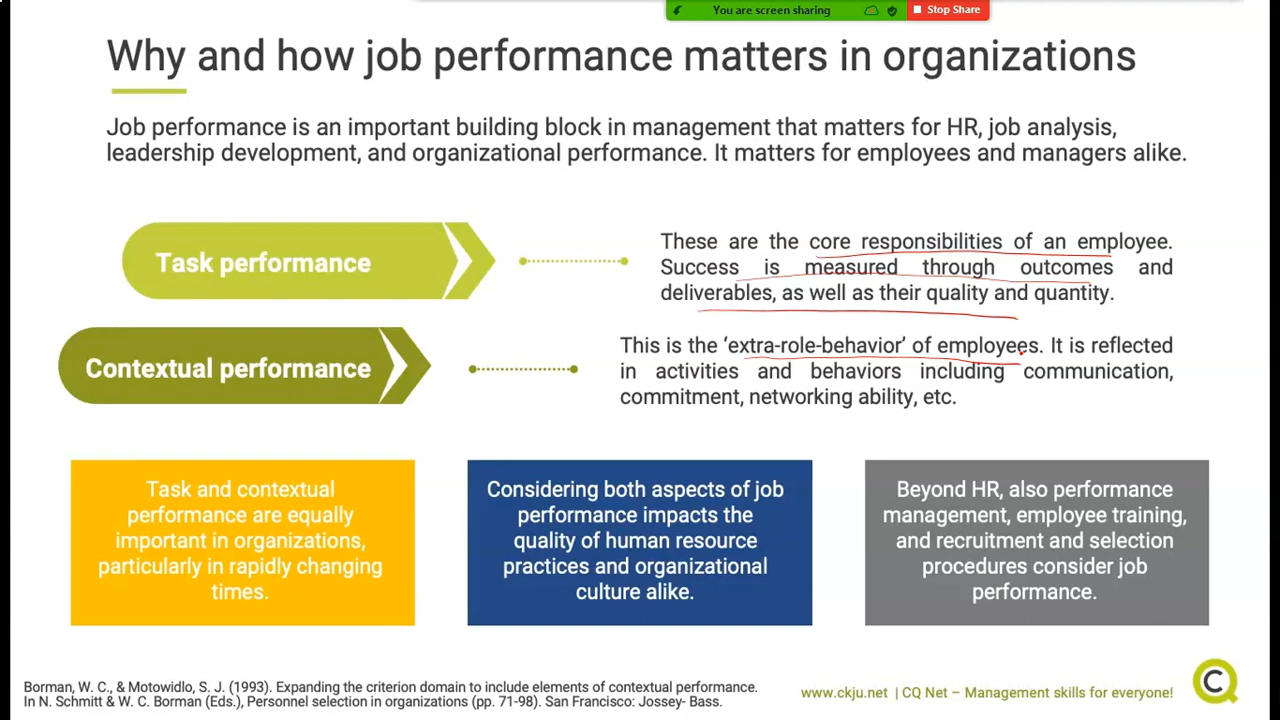 You are screen sharing
Stop Share
Why and how job performance matters in organizations
Job performance is an important building block in management that matters for HR, job analysis,
leadership development, and organizational performance. It matters for employees and managers alike.
Task performance
These are the core responsibilities of an employee.
Success is measured through outcomes and
deliverables, as well as their quality and quantity.
Contextual performance
This is the ‘extra-role-behavior’ of employees. It is reflected
in activities and behaviors including communication,
commitment, networking ability, etc.
Task and contextual
performance are equally
important in organizations,
particularly in rapidly changing
times.
Considering both aspects of job
performance impacts the
quality of human resource
practices and organizational
culture alike.
Beyond HR, also performance
management, employee training,
and recruitment and selection
procedures consider job
performance.
Borman, W. C., & Motowidlo, S. J. (1993). Expanding the criterion domain to include elements of contextual performance.
In N. Schmitt & W. C. Borman (Eds.), Personnel selection in organizations (pp. 71-98). San Francisco: Jossey- Bass.
www.ckju.net | CQ Net – Management skills for everyone!
C